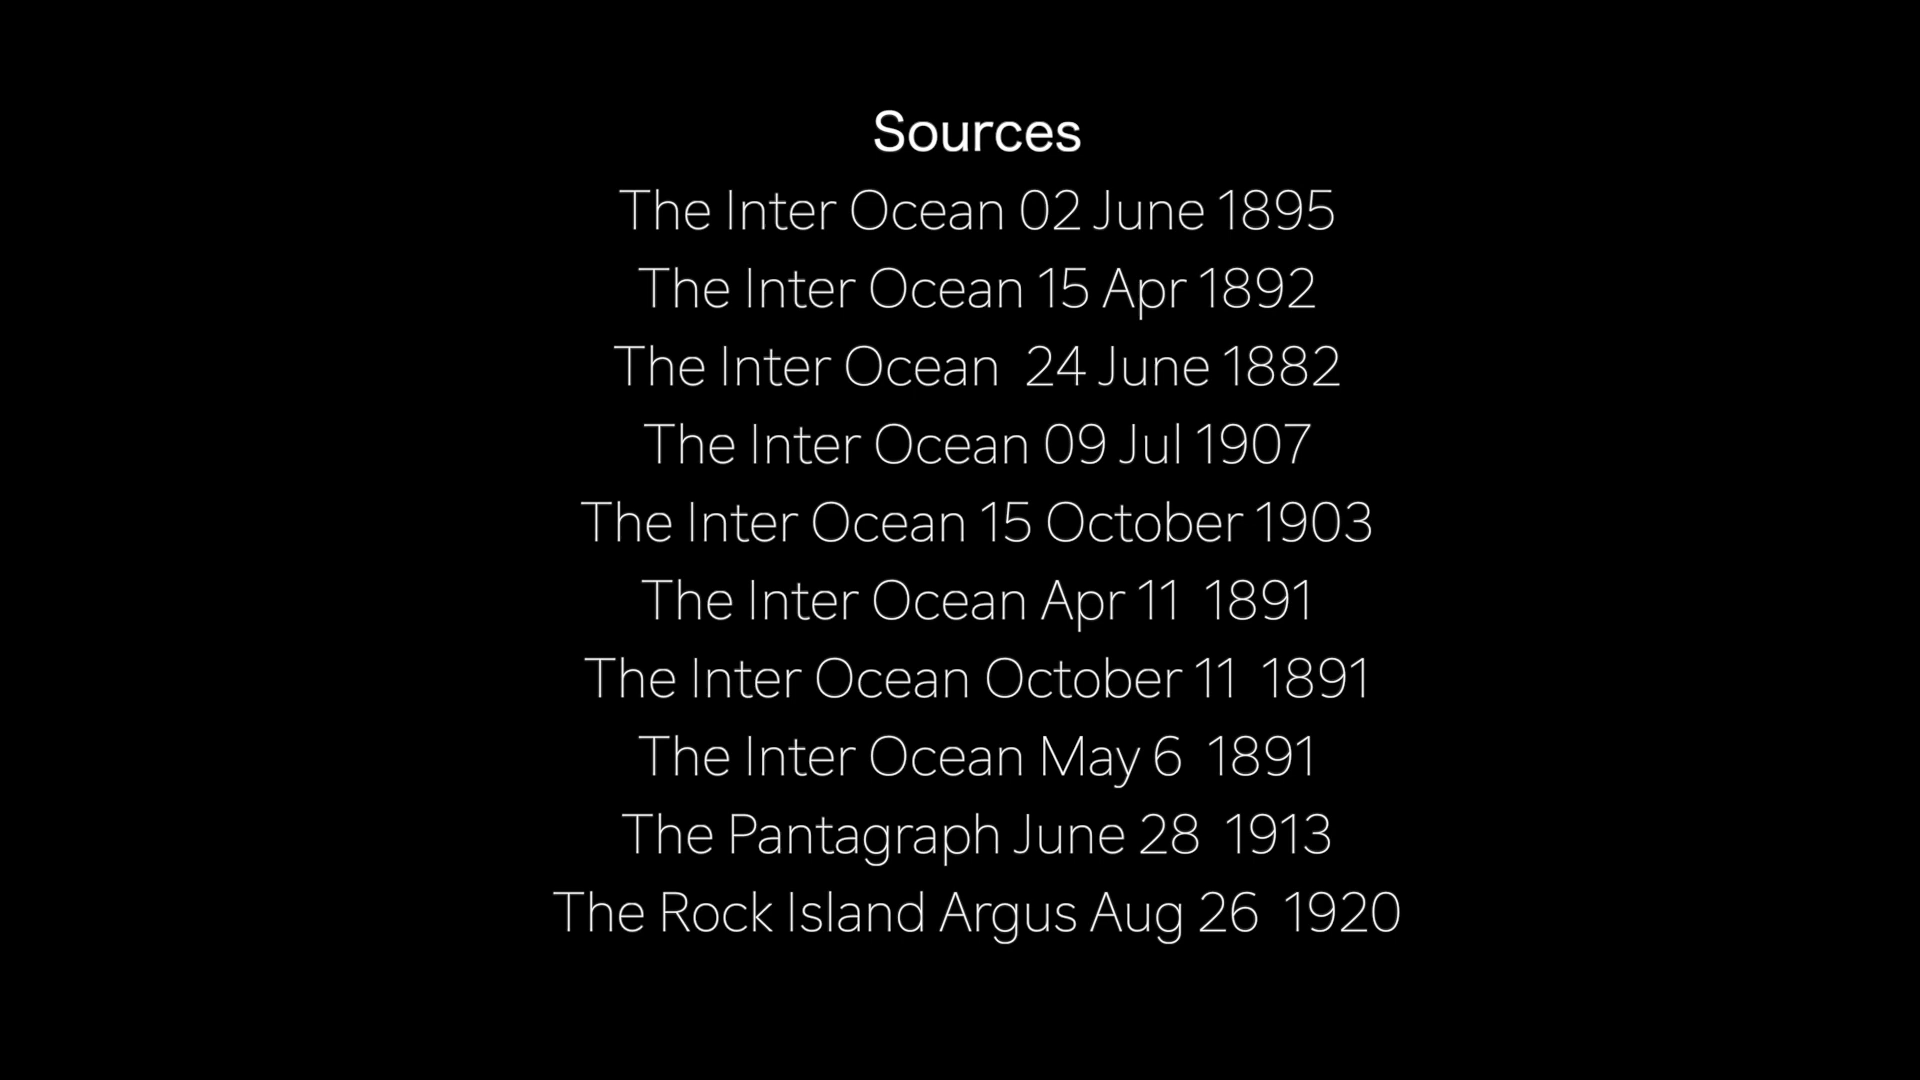 Sources
The Inter Ocean 02 June 1895
The Inter Ocean 15 Apr 1892
The Inter Ocean  24 June 1882
The Inter Ocean 09 Jul 1907
The Inter Ocean 15 October 1903
The Inter Ocean Apr 11  1891
The Inter Ocean October 11  1891
The Inter Ocean May 6  1891
The Pantagraph June 28  1913
The Rock Island Argus Aug 26  1920